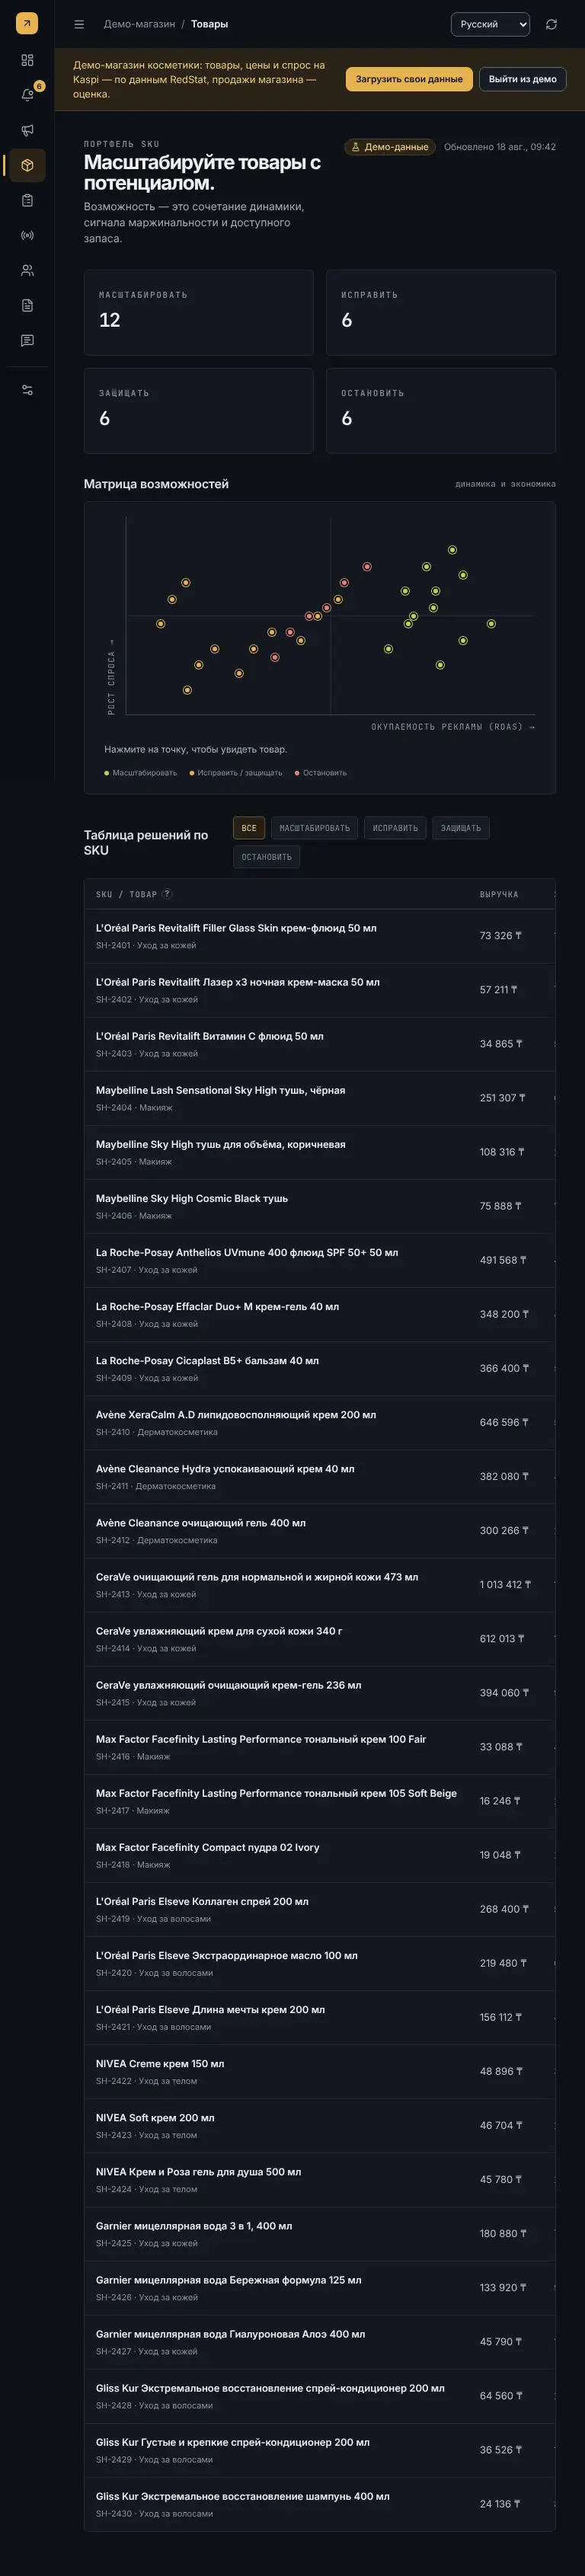 Демо-магазин / Товары
Русский
6
Демо-магазин косметики: товары, цены и спрос на
Kaspi — по данным RedStat, продажи магазина —
оценка.
Загрузить свои данные
Выйти из демо
ПОРТФЕЛЬ SKU
Демо-данные
Обновлено 18 авг., 09:42
Масштабируйте товары с
потенциалом.
Возможность — это сочетание динамики,
сигнала маржинальности и доступного
запаса.
МАСШТАБИРОВАТЬ
12
ИСПРАВИТЬ
6
ЗАЩИЩАТЬ
6
ОСТАНОВИТЬ
6
Матрица возможностей
динамика и экономика
РОСТ СПРОСА →
ОКУПАЕМОСТЬ РЕКЛАМЫ (ROAS) →
Нажмите на точку, чтобы увидеть товар.
Масштабировать
Исправить / защищать
Остановить
Таблица решений по
SKU
ВСЕ
МАСШТАБИРОВАТЬ
ИСПРАВИТЬ
ЗАЩИЩАТЬ
ОСТАНОВИТЬ
SKU / ТОВАР ?
ВЫРУЧКА
L'Oréal Paris Revitalift Filler Glass Skin крем-флюид 50 мл
SH-2401 · Уход за кожей
73 326 ₸
L'Oréal Paris Revitalift Лазер x3 ночная крем-маска 50 мл
SH-2402 · Уход за кожей
57 211 ₸
L'Oréal Paris Revitalift Витамин C флюид 50 мл
SH-2403 · Уход за кожей
34 865 ₸
Maybelline Lash Sensational Sky High тушь, чёрная
SH-2404 · Макияж
251 307 ₸
Maybelline Sky High тушь для объёма, коричневая
SH-2405 · Макияж
108 316 ₸
Maybelline Sky High Cosmic Black тушь
SH-2406 · Макияж
75 888 ₸
La Roche-Posay Anthelios UVmune 400 флюид SPF 50+ 50 мл
SH-2407 · Уход за кожей
491 568 ₸
La Roche-Posay Effaclar Duo+ M крем-гель 40 мл
SH-2408 · Уход за кожей
348 200 ₸
La Roche-Posay Cicaplast B5+ бальзам 40 мл
SH-2409 · Уход за кожей
366 400 ₸
Avène XeraCalm A.D липидовосполняющий крем 200 мл
SH-2410 · Дерматокосметика
646 596 ₸
Avène Cleanance Hydra успокаивающий крем 40 мл
SH-2411 · Дерматокосметика
382 080 ₸
Avène Cleanance очищающий гель 400 мл
SH-2412 · Дерматокосметика
300 266 ₸
CeraVe очищающий гель для нормальной и жирной кожи 473 мл
SH-2413 · Уход за кожей
1 013 412 ₸
CeraVe увлажняющий крем для сухой кожи 340 г
SH-2414 · Уход за кожей
612 013 ₸
CeraVe увлажняющий очищающий крем-гель 236 мл
SH-2415 · Уход за кожей
394 060 ₸
Max Factor Facefinity Lasting Performance тональный крем 100 Fair
SH-2416 · Макияж
33 088 ₸
Max Factor Facefinity Lasting Performance тональный крем 105 Soft Beige
SH-2417 · Макияж
16 246 ₸
Max Factor Facefinity Compact пудра 02 Ivory
SH-2418 · Макияж
19 048 ₸
L'Oréal Paris Elseve Коллаген спрей 200 мл
SH-2419 · Уход за волосами
268 400 ₸
L'Oréal Paris Elseve Экстраординарное масло 100 мл
SH-2420 · Уход за волосами
219 480 ₸
L'Oréal Paris Elseve Длина мечты крем 200 мл
SH-2421 · Уход за волосами
156 112 ₸
NIVEA Creme крем 150 мл
SH-2422 · Уход за телом
48 896 ₸
NIVEA Soft крем 200 мл
SH-2423 · Уход за телом
46 704 ₸
NIVEA Крем и Роза гель для душа 500 мл
SH-2424 · Уход за телом
45 780 ₸
Garnier мицеллярная вода 3 в 1, 400 мл
SH-2425 · Уход за кожей
180 880 ₸
Garnier мицеллярная вода Бережная формула 125 мл
SH-2426 · Уход за кожей
133 920 ₸
Garnier мицеллярная вода Гиалуроновая Алоэ 400 мл
SH-2427 · Уход за кожей
45 790 ₸
Gliss Kur Экстремальное восстановление спрей-кондиционер 200 мл
SH-2428 · Уход за волосами
64 560 ₸
Gliss Kur Густые и крепкие спрей-кондиционер 200 мл
SH-2429 · Уход за волосами
36 526 ₸
Gliss Kur Экстремальное восстановление шампунь 400 мл
SH-2430 · Уход за волосами
24 136 ₸